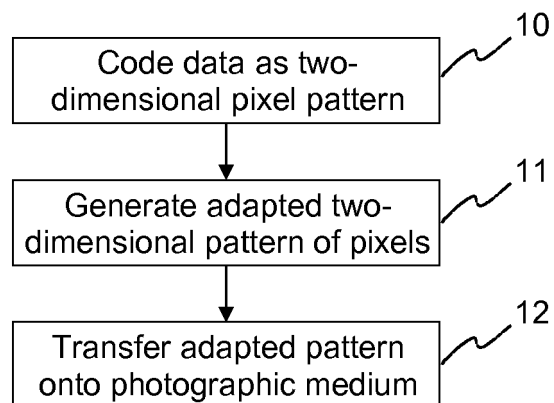 10
Code data as two-
dimensional pixel pattern
11
Generate adapted two-
dimensional pattern of pixels
12
Transfer adapted pattern
onto photographic medium